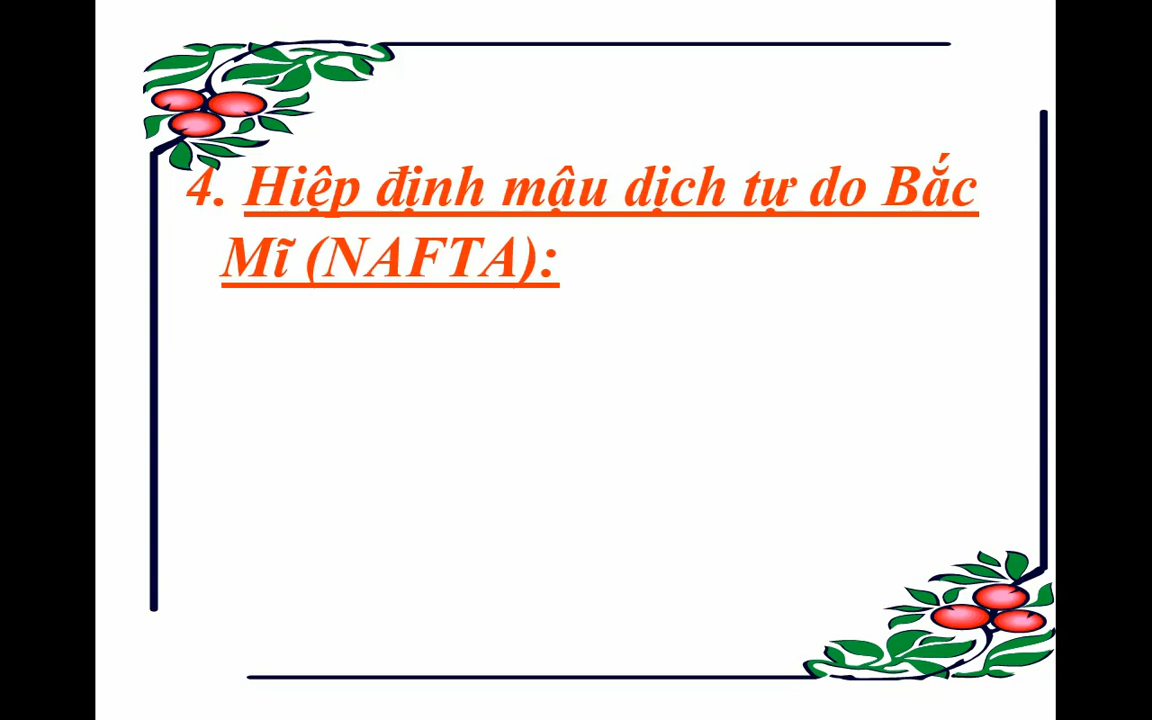 4. Hiệp định mậu dịch tự do Bắc
Mĩ (NAFTA):